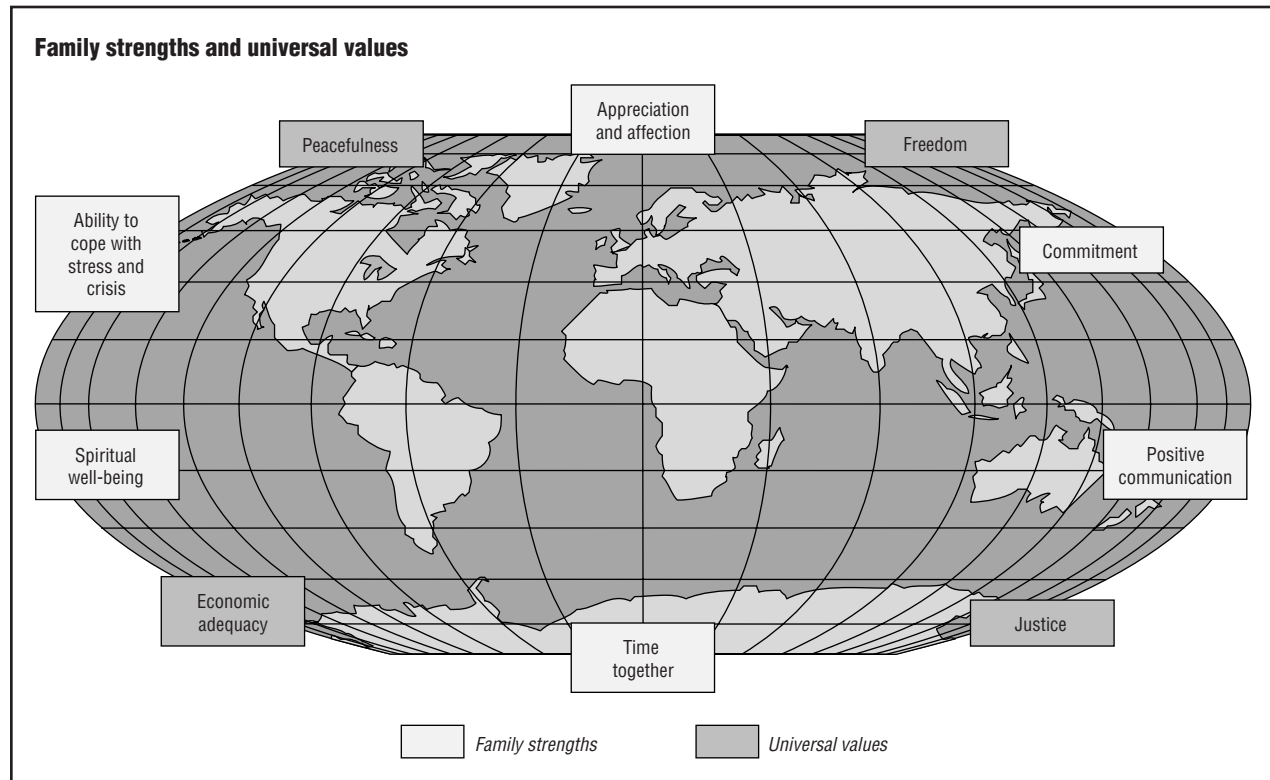 Family strengths and universal values
Appreciation
and affection
Peacefulness
Freedom
Ability to
cope with
stress and
crisis
Commitment
Spiritual
well-being
Positive
communication
Economic
adequacy
Justice
Time
together
Family strengths
Universal values